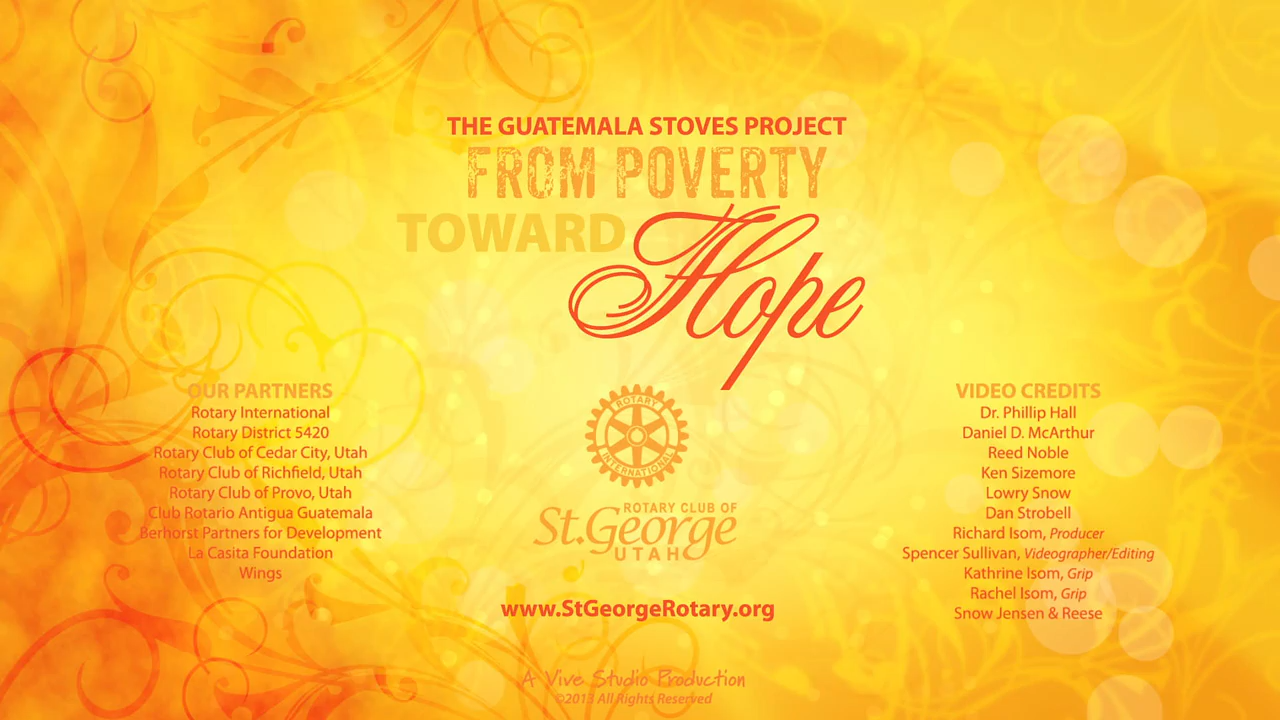 THE GUATEMALA STOVES PROJECT
FROM POVERTY
TOWARD Hope
OUR PARTNERS
Rotary International
Rotary District 5420
Rotary Club of Cedar City, Utah
Rotary Club of Richfield, Utah
Rotary Club of Provo, Utah
Club Rotario Antigua Guatemala
Berhorst Partners for Development
La Casita Foundation
Wings
ROTARY
INTERNATIONAL
ROTARY CLUB OF
St.George
UTAH
www.StGeorgeRotary.org
VIDEO CREDITS
Dr. Phillip Hall
Daniel D. McArthur
Reed Noble
Ken Sizemore
Lowry Snow
Dan Strobell
Richard Isom, Producer
Spencer Sullivan, Videographer/Editing
Kathrine Isom, Grip
Rachel Isom, Grip
Snow Jensen & Reese
A Vive Studio Production
©2013 All Rights Reserved